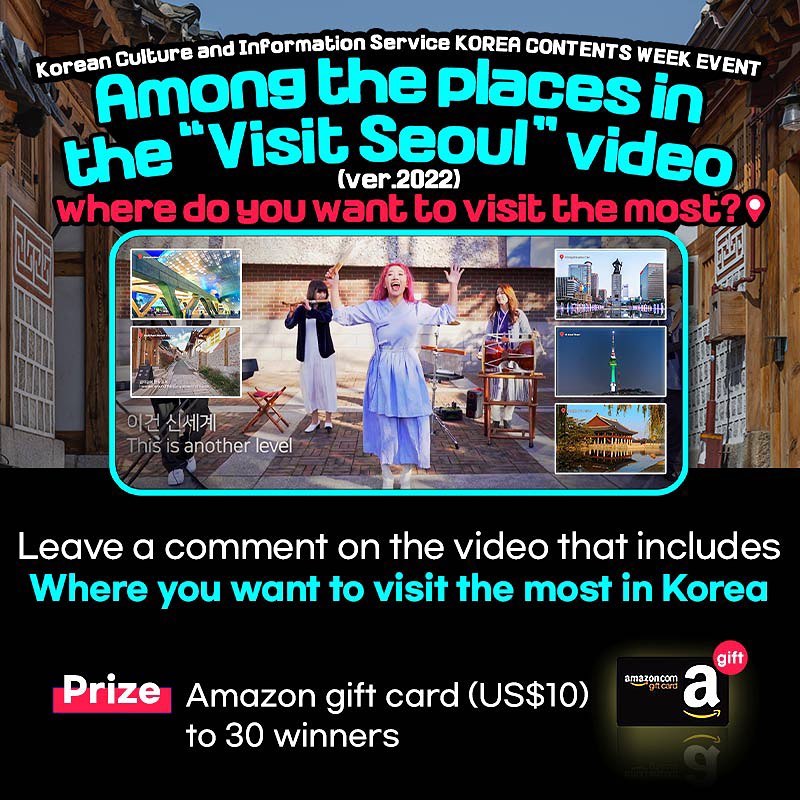 Korean Culture and Information Service KOREA CONTENTS WEEK EVENT
Among the places in
the "Visit Seoul" video
(ver.2022)
where do you want to visit the most?
이건 신세계
This is another level
Leave a comment on the video that includes
Where you want to visit the most in Korea
Prize
Amazon gift card (US$10)
to 30 winners
amazon.com
gift card
a
gift